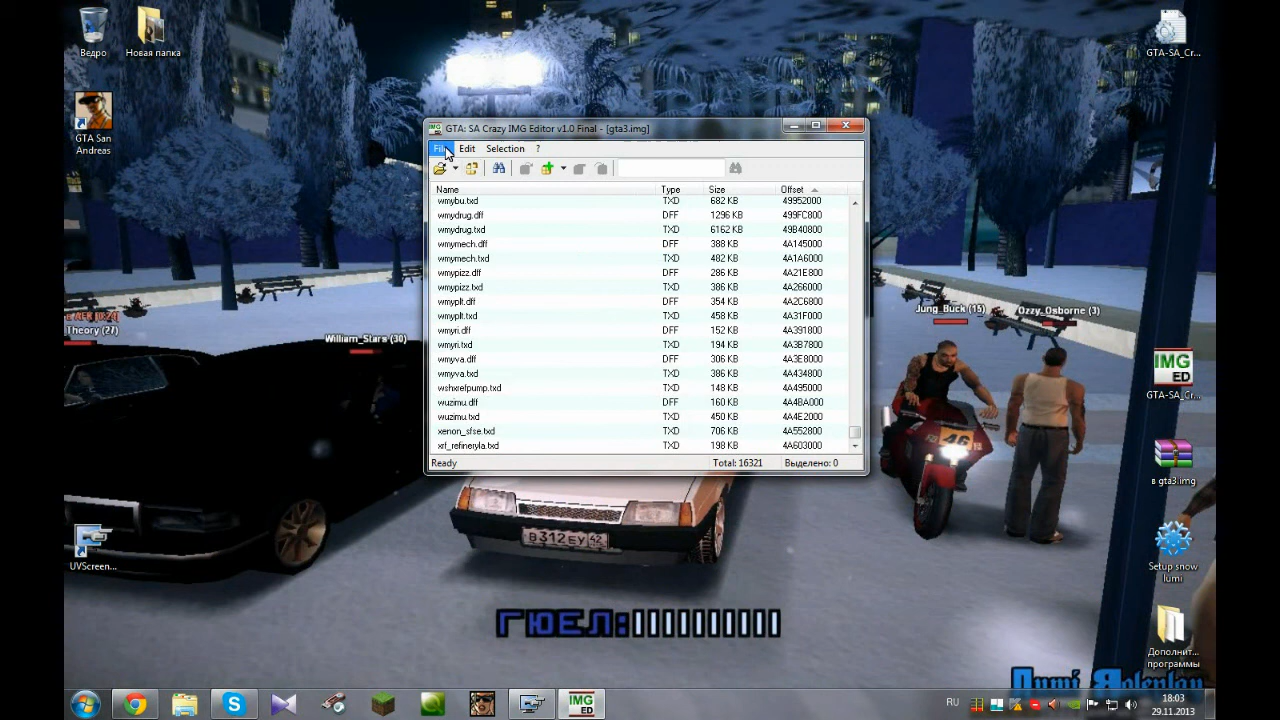 Ведро
Новая папка
GTA San
Andreas
UVScreen...
GTA: SA Crazy IMG Editor v1.0 Final - [gta3.img]
File Edit Selection ?
Name Type Size Offset
wmybu.txd TXD 682 KB 49952000
wmydrug.dff DFF 1296 KB 499FC800
wmydrug.txd TXD 6162 KB 49B40800
wmymech.dff DFF 388 KB 4A145000
wmymech.txd TXD 482 KB 4A1A6000
wmypizz.dff DFF 286 KB 4A21E800
wmypizz.txd TXD 386 KB 4A266000
wmyplt.dff DFF 354 KB 4A2C6800
wmyplt.txd TXD 458 KB 4A31F000
wmyri.dff DFF 152 KB 4A391800
wmyri.txd TXD 194 KB 4A3B7800
wmyva.dff DFF 306 KB 4A3E8000
wmyva.txd TXD 386 KB 4A434800
wshxrelpump.txd TXD 148 KB 4A495000
wuzimu.dff DFF 160 KB 4A4BA000
wuzimu.txd TXD 450 KB 4A4E2000
xenon_sfse.txd TXD 706 KB 4A552800
xrf_refineryla.txd TXD 198 KB 4A603000
Ready Total: 16321 Выделено: 0
Theory (27)
William_Stars (30)
Jung_Buck (15)
Ozzy_Osborne (3)
46
В 312 ЕУ 42
ГЮЕЛ:
GTA-SA_Cr...
IMG
ED
GTA-SA_Cr...
в gta3.img
Setup snow
lumi
Дополнит...
программы
IMG
ED
RU
18:03
29.11.2013